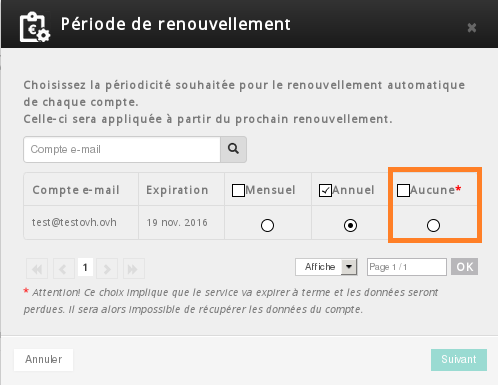 Période de renouvellement
Choisissez la périodicité souhaitée pour le renouvellement automatique
de chaque compte.
Celle-ci sera appliquée à partir du prochain renouvellement.
Compte e-mail
Compte e-mail Expiration Mensuel Annuel Aucune*
test@testovh.ovh 19 nov. 2016
1 Affiche Page 1 / 1 OK
* Attention! Ce choix implique que le service va expirer à terme et les données seront
perdues. Il sera alors impossible de récupérer les données du compte.
Annuler Suivant